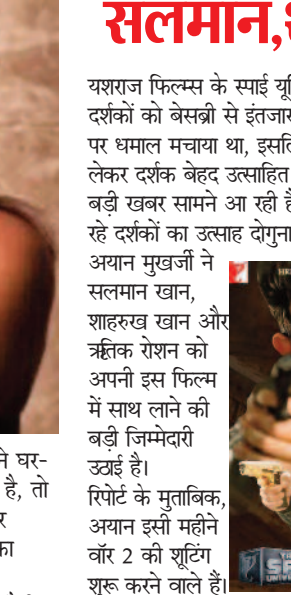 सलमान,
यशराज फिल्म्स के स्पाई
दर्शकों को बेसब्री से
पर धमाल मचाया था,
लेकर दर्शक बेहद उत्साहित
बड़ी खबर सामने आ रही
रहे दर्शकों का उत्साह दोगुना
अयान मुखर्जी ने
सलमान खान,
शाहरुख खान और
ऋतिक रोशन को
अपनी इस फिल्म
में साथ लाने की
बड़ी जिम्मेदारी
उठाई है।
रिपोर्ट के मुताबिक,
अयान इसी महीने
वॉर 2 की शूटिंग
शुरू करने वाले हैं।
ने घर-
है, तो